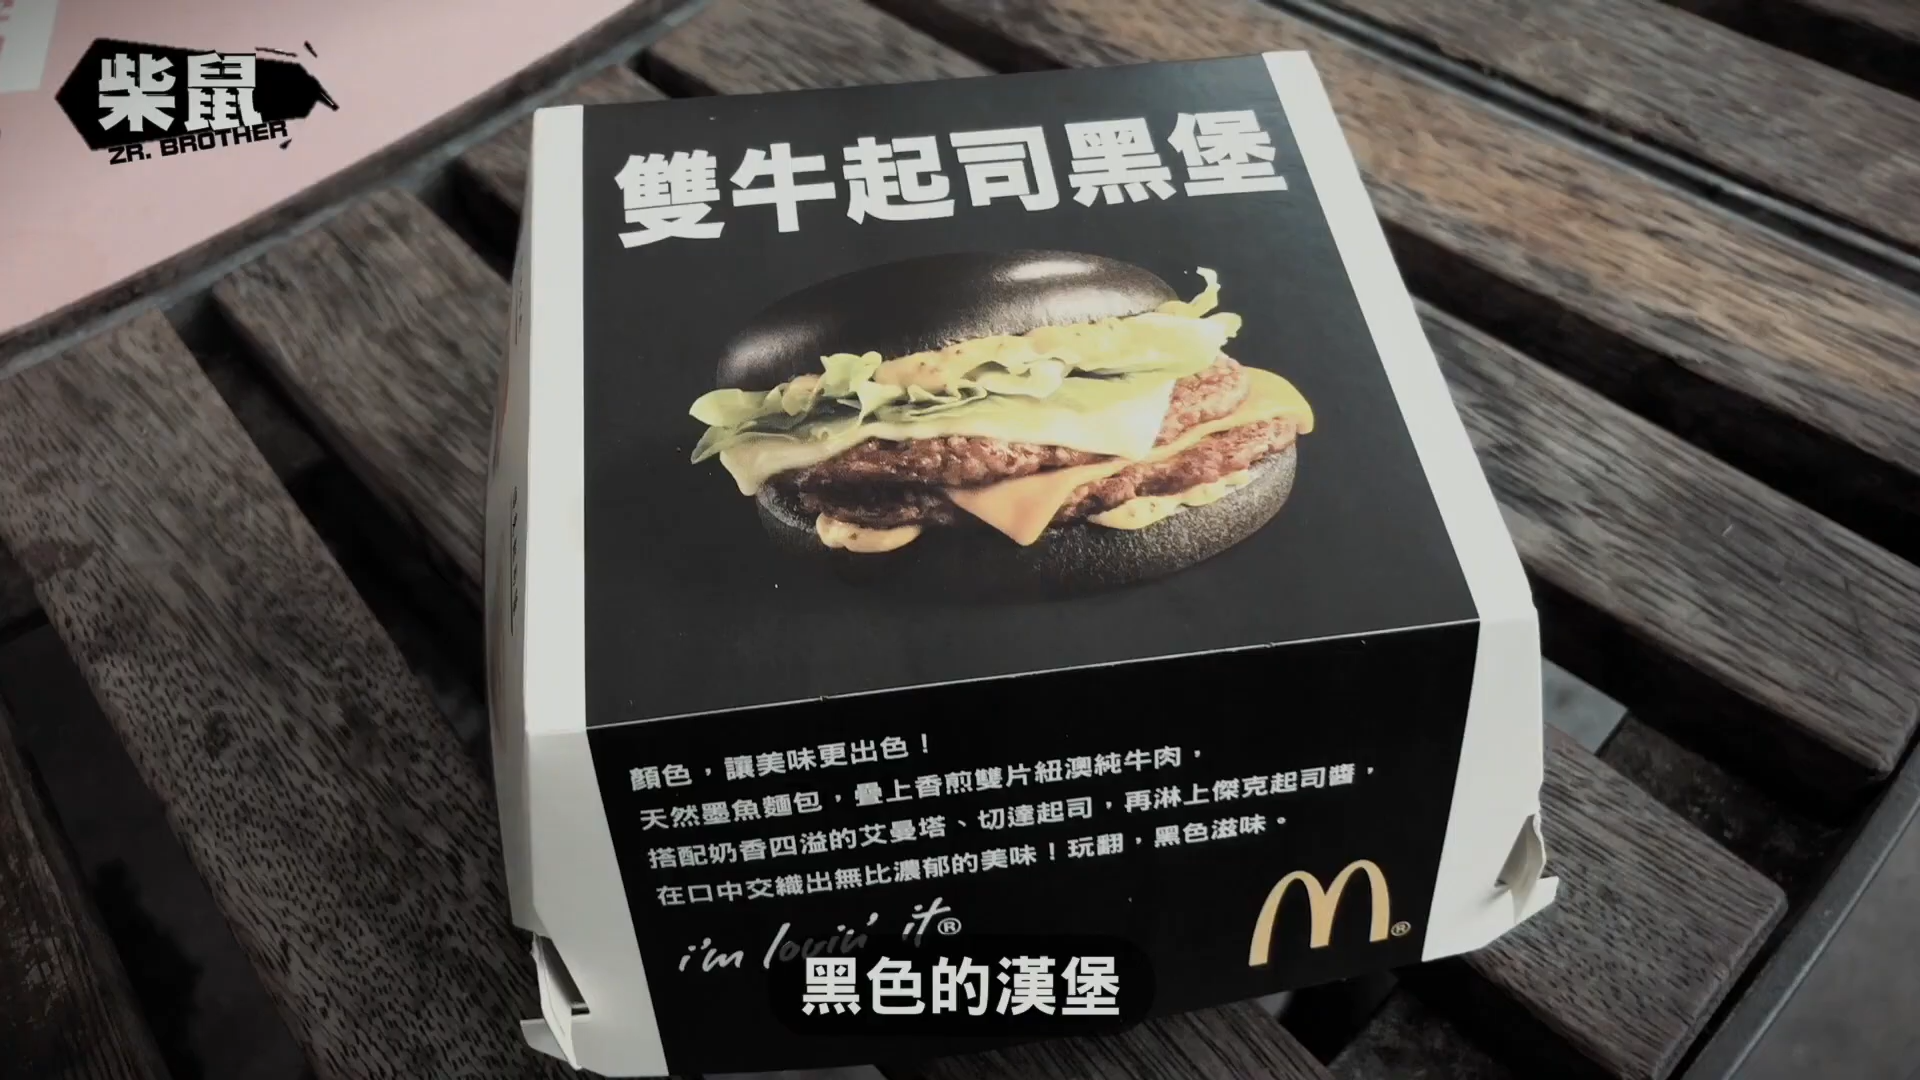 柴鼠
ZR. BROTHER
雙牛起司黑堡
顏色，讓美味更出色！
天然墨魚麵包，疊上香煎雙片紐澳純牛肉，
搭配奶香四溢的艾曼塔、切達起司，再淋上傑克起司醬，
在口中交織出無比濃郁的美味！玩翻，黑色滋味。
i'm lovin' it®
®
黑色的漢堡